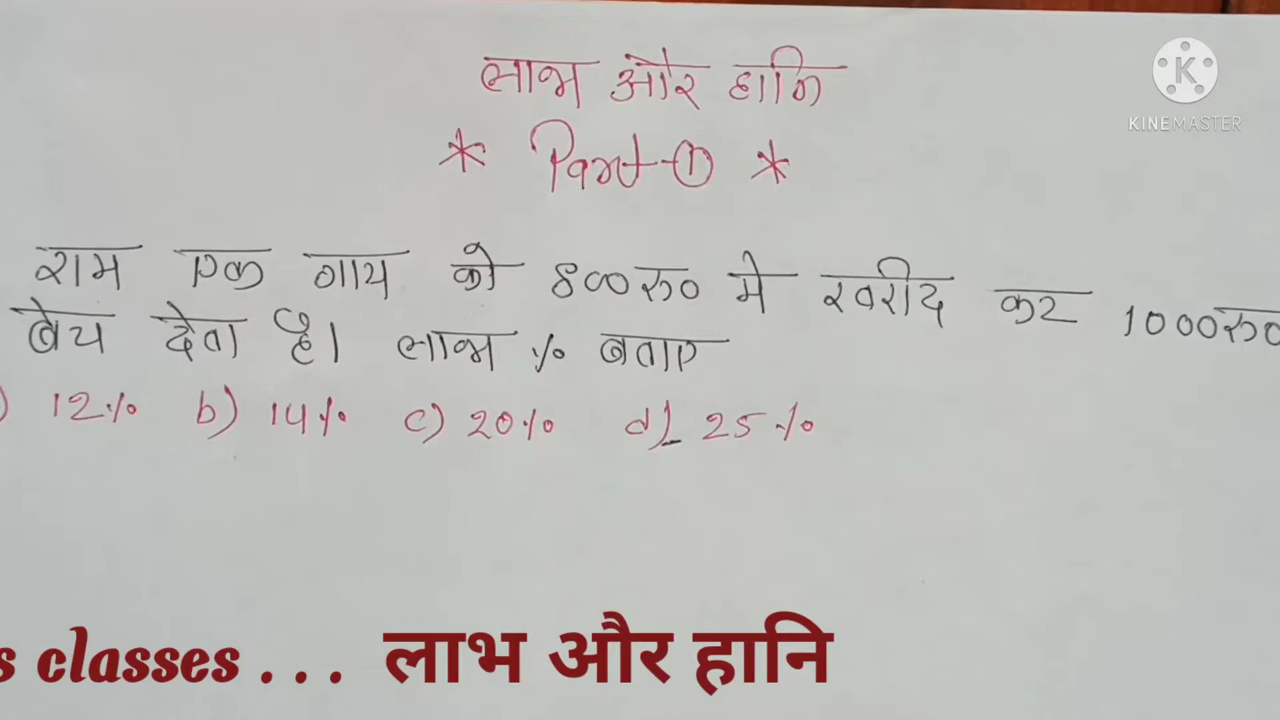 लाभ और हानि
KINEMASTER
* Part-① *
राम एक गाय को 800रु० मे खरीद कर 1000रु०
बेच देता है। लाभ % बताए
) 12% b) 14% c) 20% d) 25%
s classes . . . लाभ और हानि